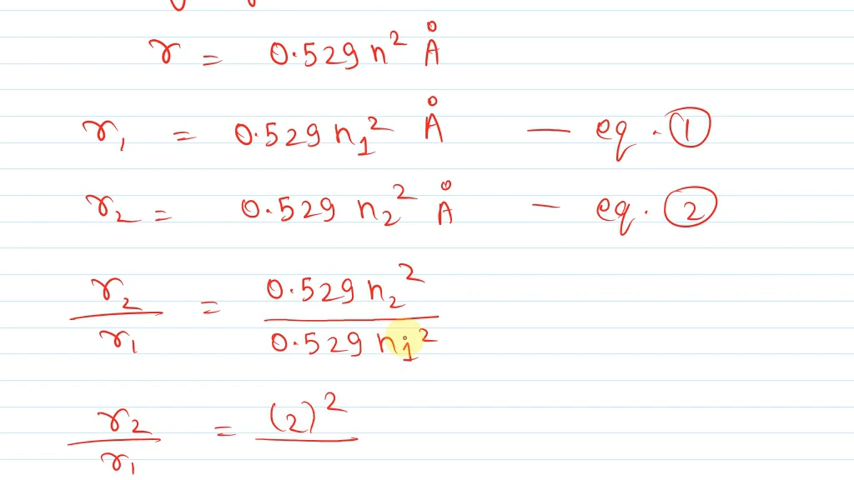 r = 0.529 n² Å
r₁ = 0.529 n₁² Å — eq. ①
r₂ = 0.529 n₂² Å — eq. ②
r₂/r₁ = 0.529 n₂² / 0.529 n₁²
r₂/r₁ = (2)²